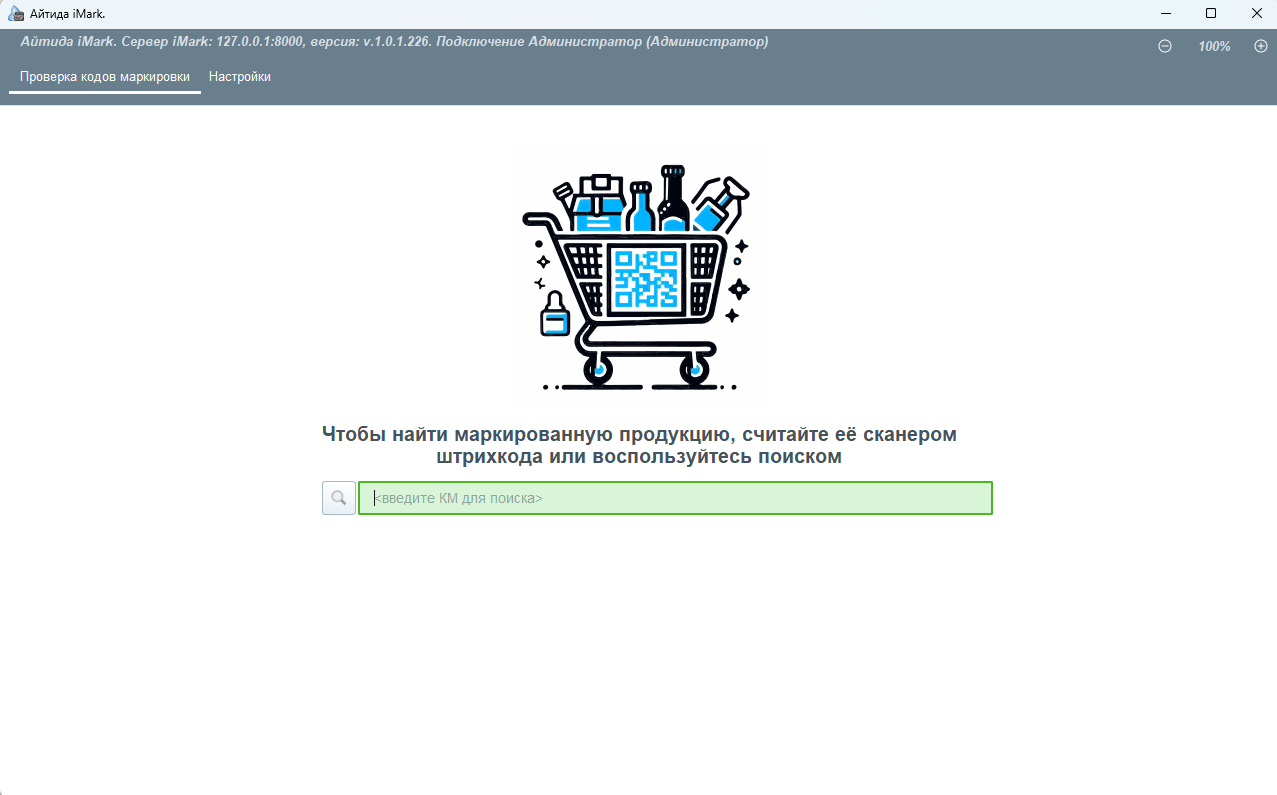 Айтида iMark.
Айтида iMark. Сервер iMark: 127.0.0.1:8000, версия: v.1.0.1.226. Подключение Администратор (Администратор)
100%
Проверка кодов маркировки Настройки
Чтобы найти маркированную продукцию, считайте её сканером
штрихкода или воспользуйтесь поиском
<введите КМ для поиска>